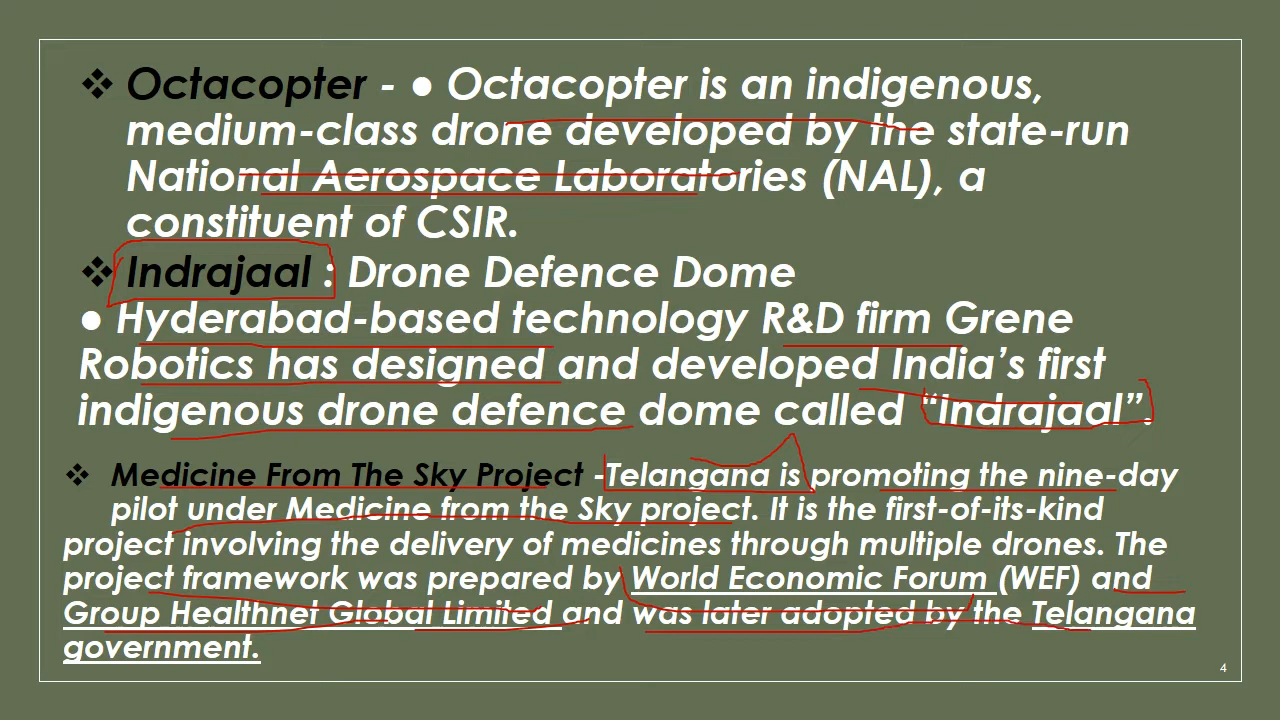 ❖ Octacopter - ● Octacopter is an indigenous,
medium-class drone developed by the state-run
National Aerospace Laboratories (NAL), a
constituent of CSIR.
❖ Indrajaal : Drone Defence Dome
● Hyderabad-based technology R&D firm Grene
Robotics has designed and developed India’s first
indigenous drone defence dome called “Indrajaal”.
❖ Medicine From The Sky Project -Telangana is promoting the nine-day
pilot under Medicine from the Sky project. It is the first-of-its-kind
project involving the delivery of medicines through multiple drones. The
project framework was prepared by World Economic Forum (WEF) and
Group Healthnet Global Limited and was later adopted by the Telangana
government.
4